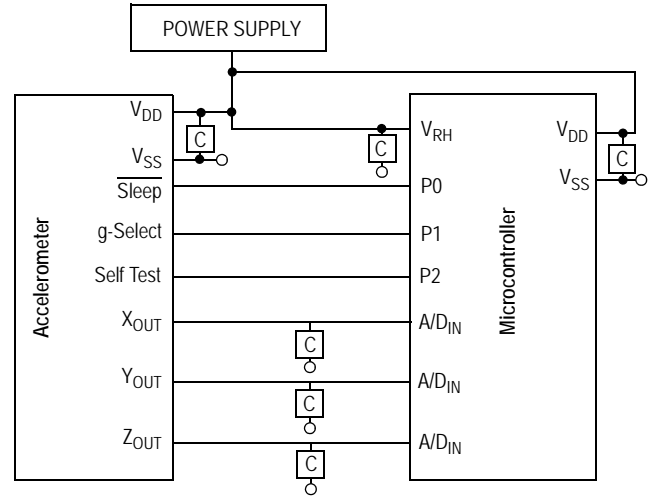 POWER SUPPLY
Accelerometer
V_DD
C
V_SS
Sleep
g-Select
Self Test
X_OUT
Y_OUT
Z_OUT
C
C
C
C
Microcontroller
V_RH
P0
P1
P2
A/D_IN
A/D_IN
A/D_IN
V_DD
V_SS
C